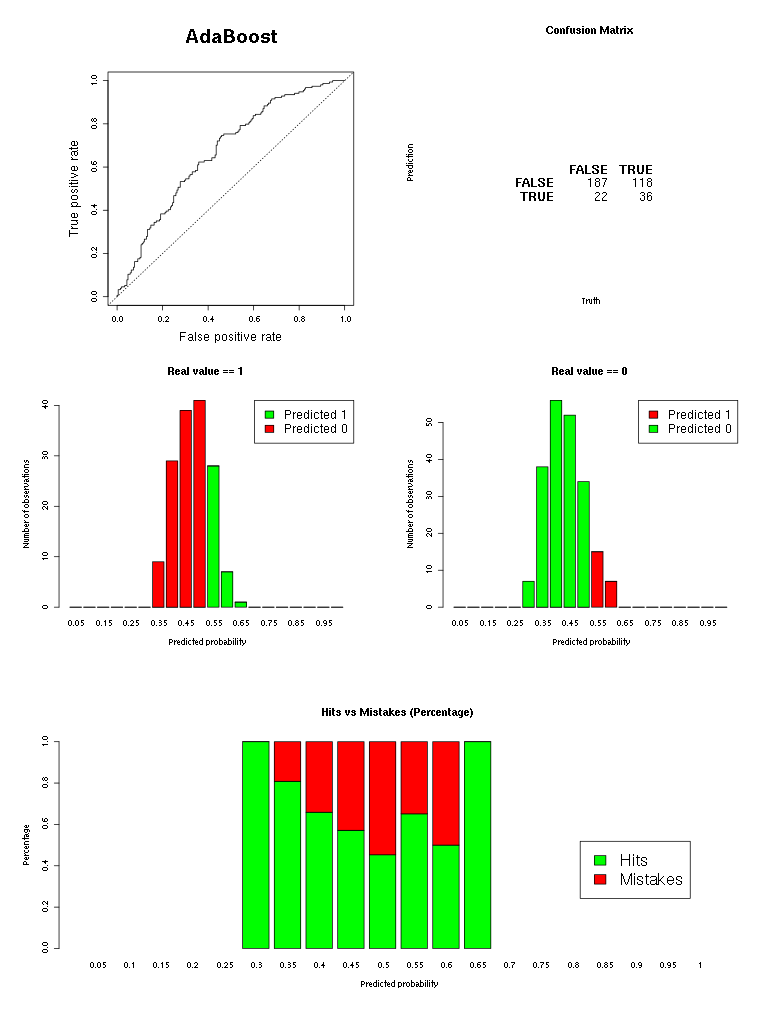 AdaBoost
Confusion Matrix
1.0
0.8
0.6
0.4
0.2
0.0
True positive rate
0.0 0.2 0.4 0.6 0.8 1.0
False positive rate
Prediction
FALSE TRUE
FALSE 187 118
TRUE 22 36
Truth
Real value == 1
Predicted 1
Predicted 0
40
30
20
10
0
Number of observations
0.05 0.15 0.25 0.35 0.45 0.55 0.65 0.75 0.85 0.95
Predicted probability
Real value == 0
Predicted 1
Predicted 0
50
40
30
20
10
0
Number of observations
0.05 0.15 0.25 0.35 0.45 0.55 0.65 0.75 0.85 0.95
Predicted probability
Hits vs Mistakes (Percentage)
1.0
0.8
0.6
0.4
0.2
0.0
Percentage
Hits
Mistakes
0.05 0.1 0.15 0.2 0.25 0.3 0.35 0.4 0.45 0.5 0.55 0.6 0.65 0.7 0.75 0.8 0.85 0.9 0.95 1
Predicted probability